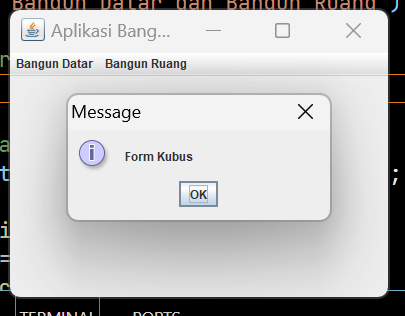 Bangun Datar dan Bangun Ruang
Aplikasi Bang...
Bangun Datar Bangun Ruang
Message
Form Kubus
OK
;
=
TERMINAL PORTS